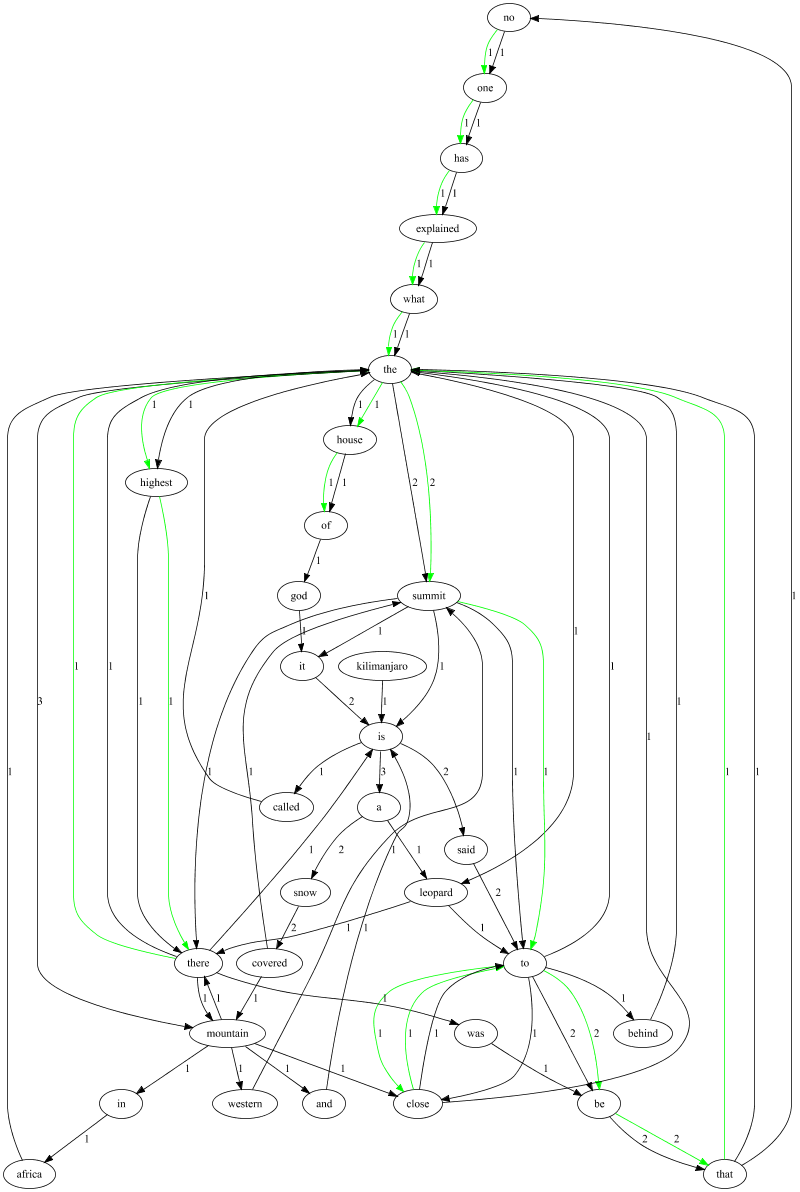 no
1 1
one
1 1
has
1 1
explained
1 1
what
1 1
the
1 1 1 1
house
highest
2 2
1 1
of
1
god
summit
1
1 1
it
kilimanjaro
1 1 1
2 1 1
is
3 1 1 1 1 1 1 1 1 1
1 1 1 1
1 3 2
called
a
said
2 1 1
snow
leopard
2
1 2 1
there
covered
to
1 1 1 1
1 1 1 1 2 2 1
mountain
was
behind
1 1 1 1 1
in
western
and
close
be
1 2 2
africa
that